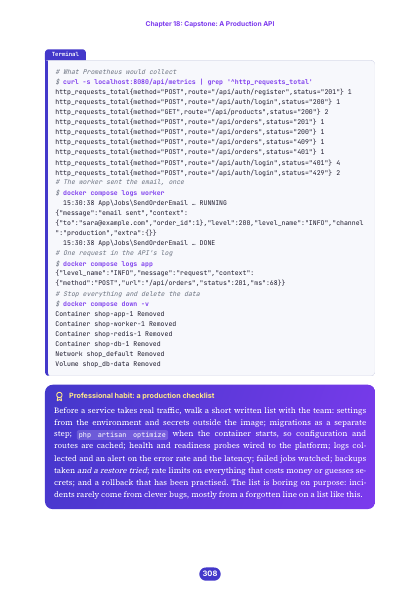 Chapter 18: Capstone: A Production API
Terminal
# What Prometheus would collect
$ curl -s localhost:8080/api/metrics | grep '^http_requests_total'
http_requests_total{method="POST",route="/api/auth/register",status="201"} 1
http_requests_total{method="POST",route="/api/auth/login",status="200"} 1
http_requests_total{method="GET",route="/api/products",status="200"} 2
http_requests_total{method="POST",route="/api/orders",status="201"} 1
http_requests_total{method="POST",route="/api/orders",status="200"} 1
http_requests_total{method="POST",route="/api/orders",status="409"} 1
http_requests_total{method="POST",route="/api/orders",status="401"} 1
http_requests_total{method="POST",route="/api/auth/login",status="401"} 4
http_requests_total{method="POST",route="/api/auth/login",status="429"} 2
# The worker sent the email, once
$ docker compose logs worker
15:30:38 App\Jobs\SendOrderEmail … RUNNING
{"message":"email sent","context":
{"to":"sara@example.com","order_id":1},"level":200,"level_name":"INFO","channel
":"production","extra":{}}
15:30:38 App\Jobs\SendOrderEmail … DONE
# One request in the API's log
$ docker compose logs app
{"level_name":"INFO","message":"request","context":
{"method":"POST","url":"/api/orders","status":201,"ms":68}}
# Stop everything and delete the data
$ docker compose down -v
Container shop-app-1 Removed
Container shop-worker-1 Removed
Container shop-redis-1 Removed
Container shop-db-1 Removed
Network shop_default Removed
Volume shop_db-data Removed
Professional habit: a production checklist
Before a service takes real traffic, walk a short written list with the team: settings
from the environment and secrets outside the image; migrations as a separate
step; php artisan optimize when the container starts, so configuration and
routes are cached; health and readiness probes wired to the platform; logs col-
lected and an alert on the error rate and the latency; failed jobs watched; backups
taken and a restore tried; rate limits on everything that costs money or guesses se-
crets; and a rollback that has been practised. The list is boring on purpose: inci-
dents rarely come from clever bugs, mostly from a forgotten line on a list like this.
308